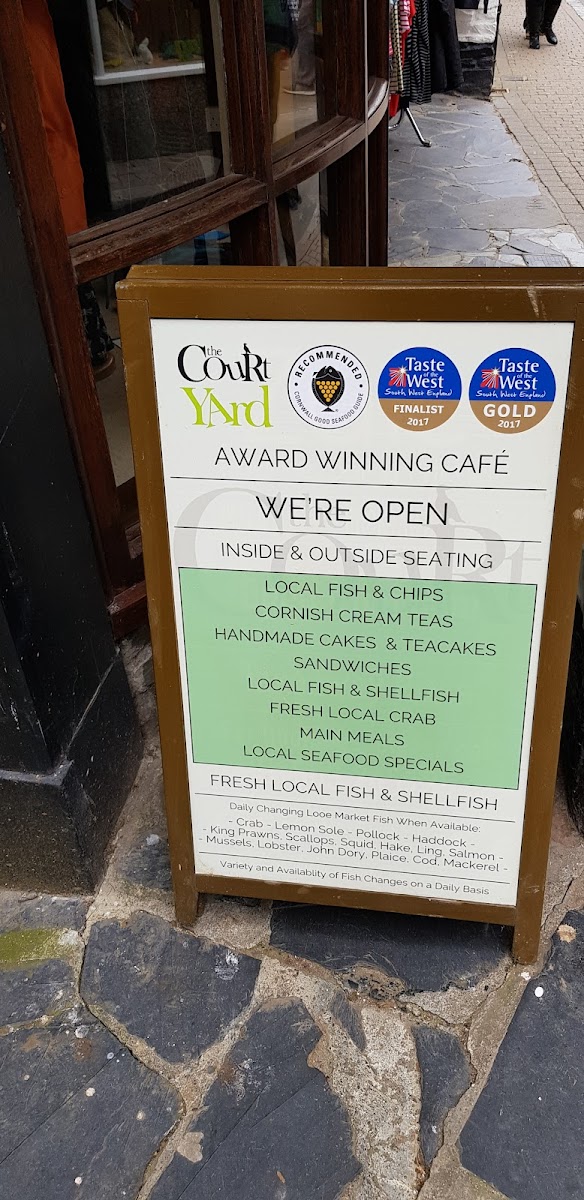 the
CouRt
YArd
• RECOMMENDED •
CORNWALL GOOD SEAFOOD GUIDE
Taste
of the
West
South West England
FINALIST
2017
Taste
of the
West
South West England
GOLD
2017
AWARD WINNING CAFÉ
WE'RE OPEN
INSIDE & OUTSIDE SEATING
LOCAL FISH & CHIPS
CORNISH CREAM TEAS
HANDMADE CAKES & TEACAKES
SANDWICHES
LOCAL FISH & SHELLFISH
FRESH LOCAL CRAB
MAIN MEALS
LOCAL SEAFOOD SPECIALS
FRESH LOCAL FISH & SHELLFISH
Daily Changing Looe Market Fish When Available:
- Crab - Lemon Sole - Pollock - Haddock -
- King Prawns, Scallops, Squid, Hake, Ling, Salmon -
- Mussels, Lobster, John Dory, Plaice, Cod, Mackerel -
Variety and Availablity of Fish Changes on a Daily Basis